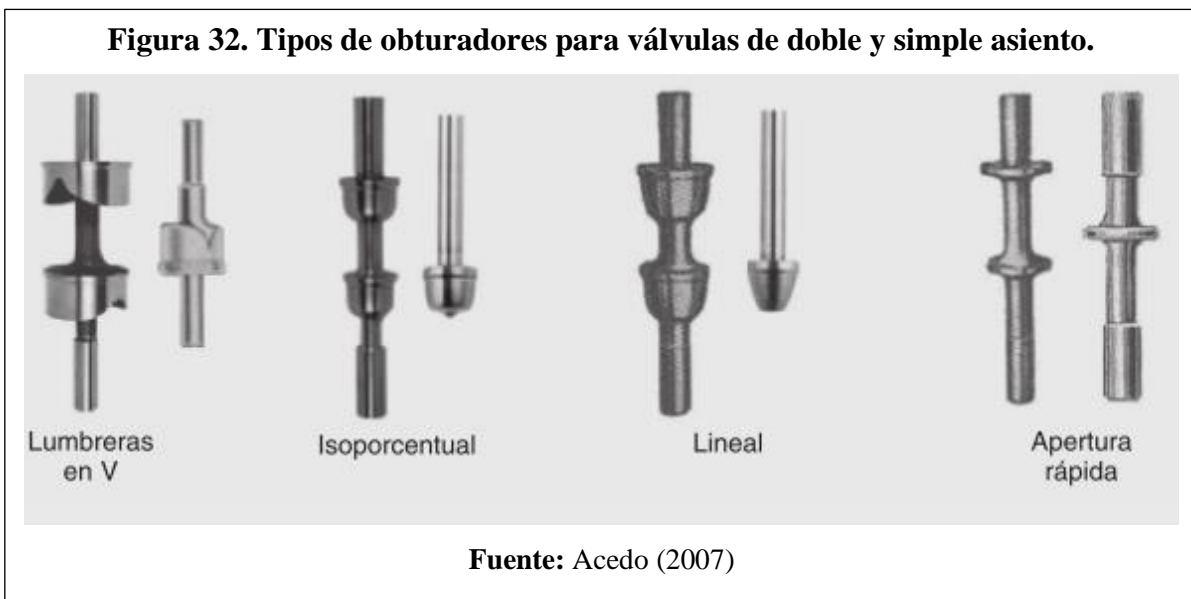 Figura 32. Tipos de obturadores para válvulas de doble y simple asiento.
Lumbreras
en V
Isoporcentual
Lineal
Apertura
rápida
Fuente: Acedo (2007)